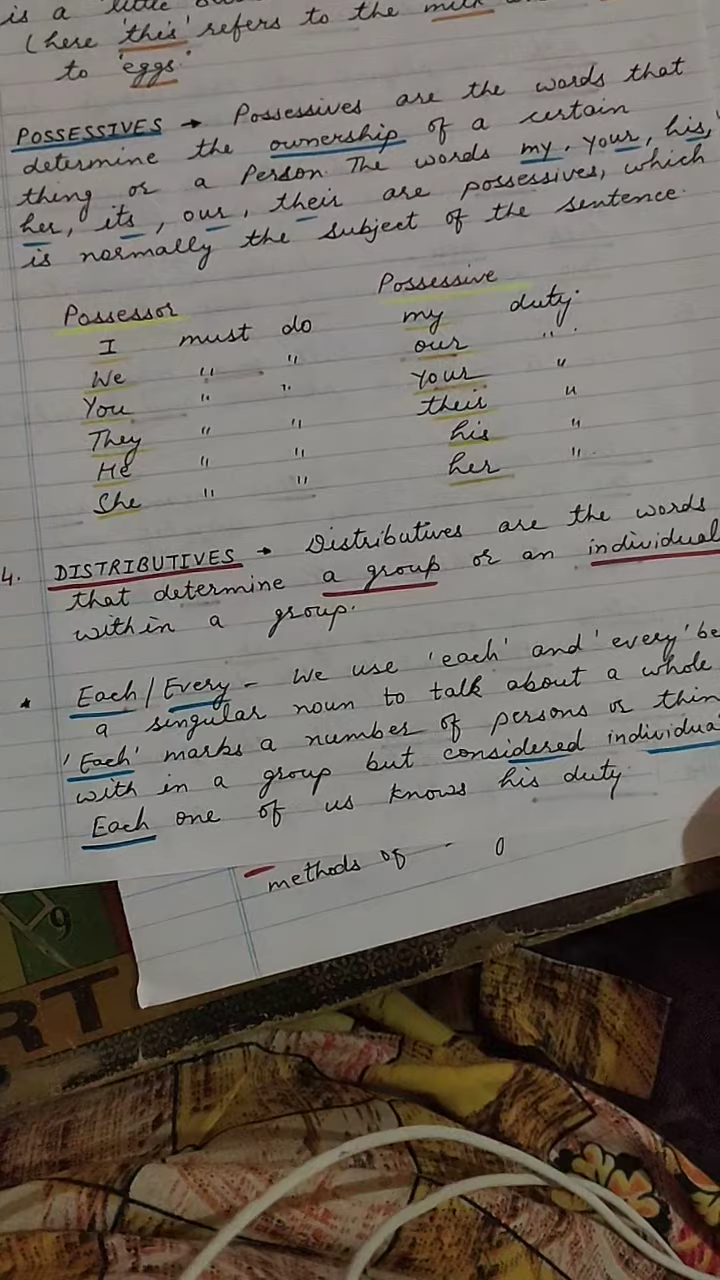 is a little
(here 'this' refers to the milk
to 'eggs.'
POSSESSIVES → Possessives are the words that
determine the ownership of a certain
thing or a Person. The words my, your, his,
her, its, our, their are possessives, which
is normally the subject of the sentence.
Possessor Possessive
I must do my duty.
We " " our "
You " " your "
They " " their "
He " " his "
She " " her "
4. DISTRIBUTIVES → Distributives are the words
that determine a group or an individual
within a group.
* Each/Every – We use 'each' and 'every' be
a singular noun to talk about a whole
'Each' marks a number of persons or thin
with in a group but considered individua
Each one of us knows his duty.
methods of
9
RT